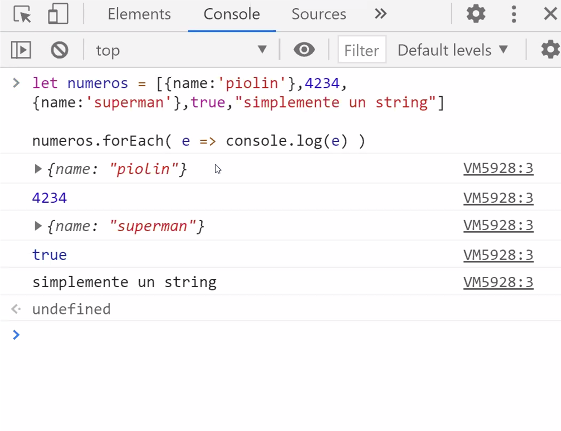 Elements Console Sources »
top Filter Default levels
> let numeros = [{name:'piolin'},4234,
{name:'superman'},true,"simplemente un string"]
numeros.forEach( e => console.log(e) )
{name: "piolin"} VM5928:3
4234 VM5928:3
{name: "superman"} VM5928:3
true VM5928:3
simplemente un string VM5928:3
undefined
>